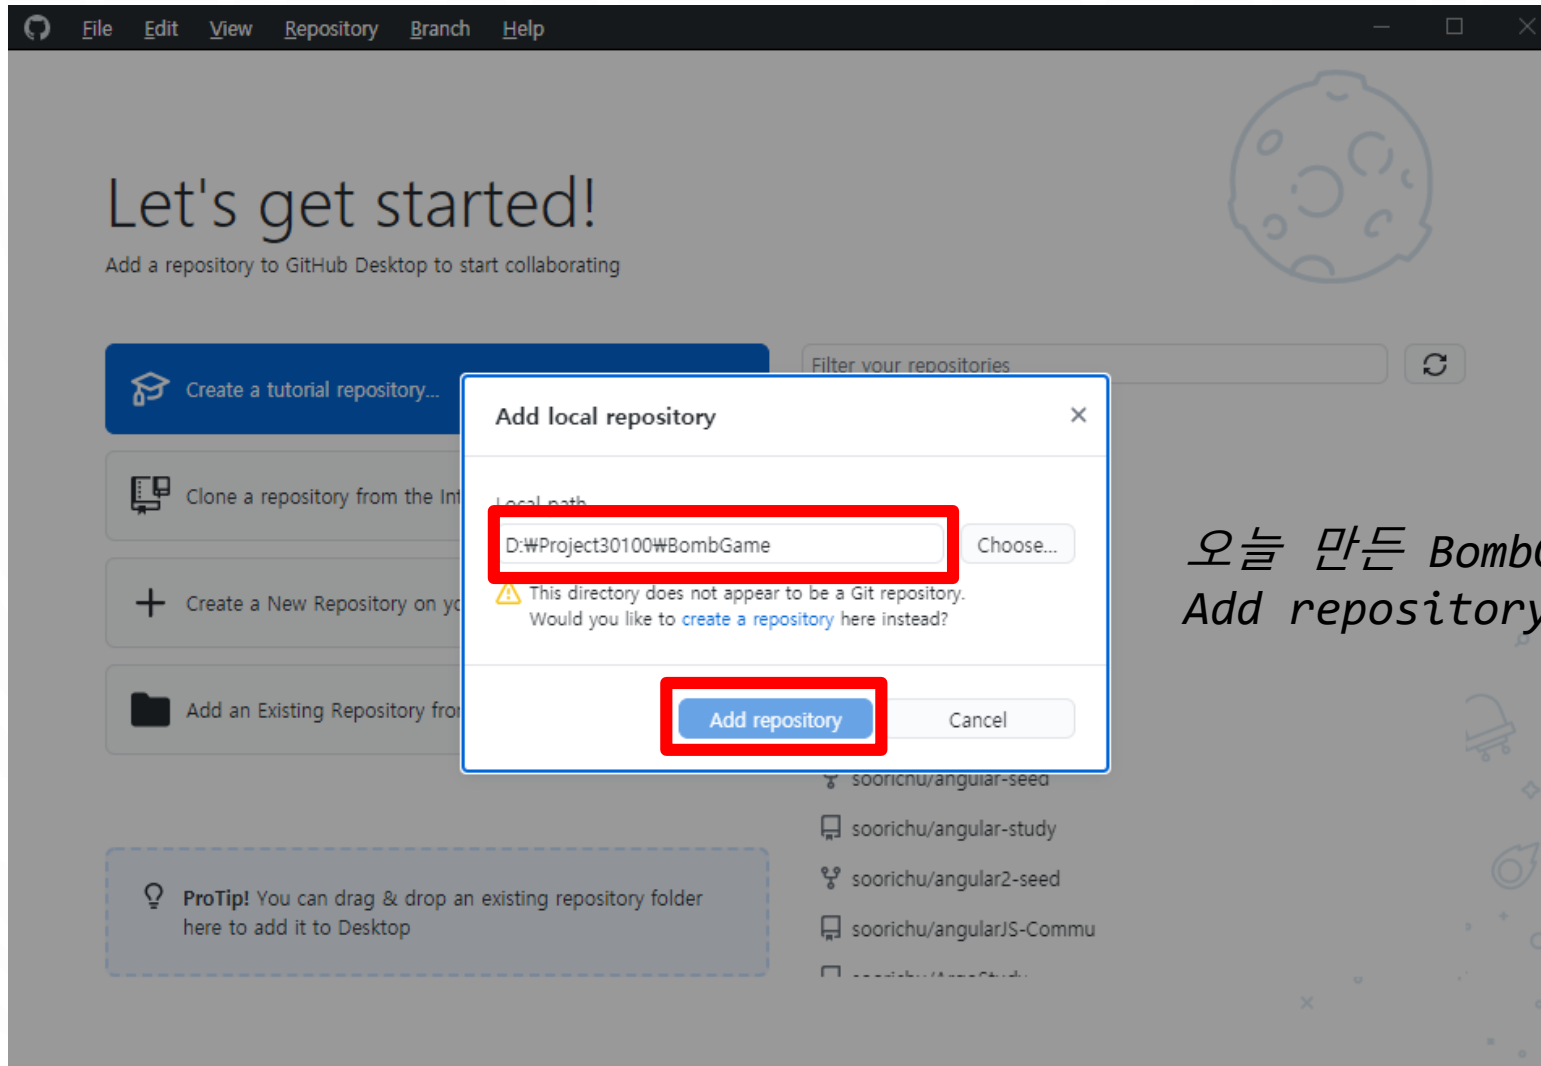 File Edit View Repository Branch Help
Let's get started!
Add a repository to GitHub Desktop to start collaborating
Create a tutorial repository...
Clone a repository from the Int
Create a New Repository on yo
Add an Existing Repository fro
ProTip! You can drag & drop an existing repository folder
here to add it to Desktop
Filter your repositories
Add local repository
Local path
D:₩Project30100₩BombGame
Choose...
This directory does not appear to be a Git repository.
Would you like to create a repository here instead?
Add repository
Cancel
soorichu/angular-seed
soorichu/angular-study
soorichu/angular2-seed
soorichu/angularJS-Commu
오늘 만든 Bomb
Add repository